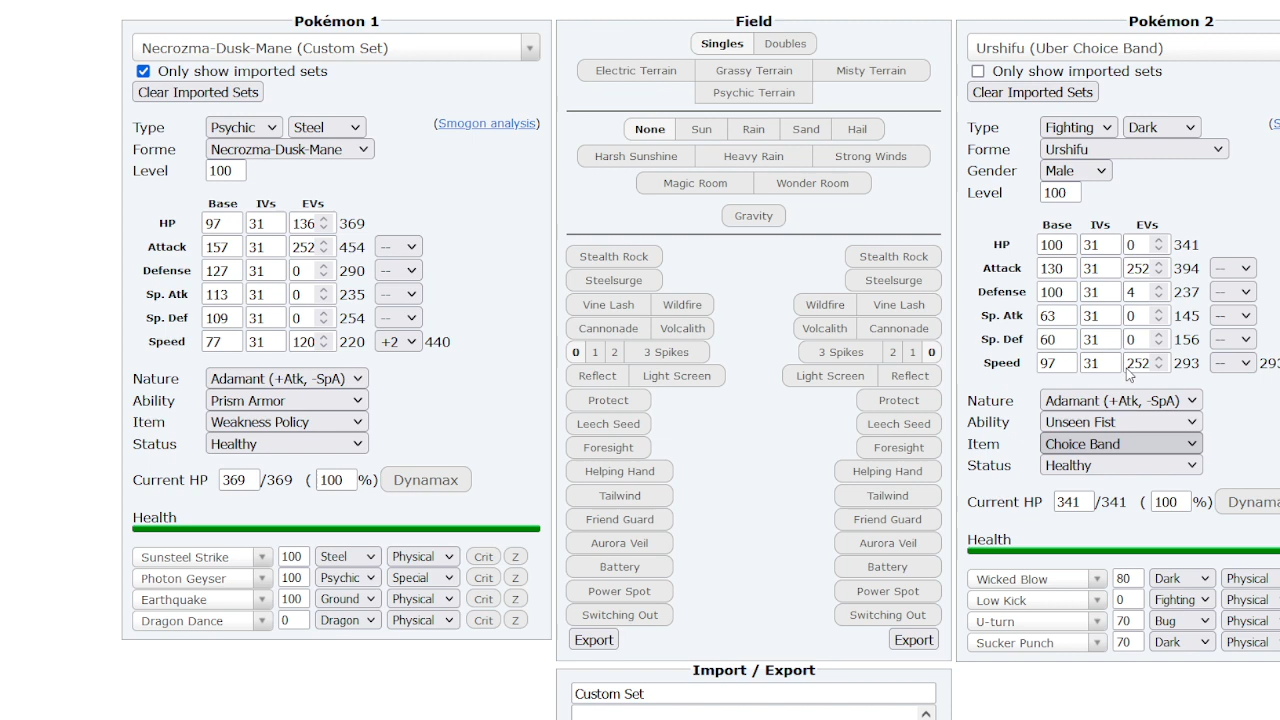 Pokémon 1
Necrozma-Dusk-Mane (Custom Set)
Only show imported sets
Clear Imported Sets
Type Psychic Steel (Smogon analysis)
Forme Necrozma-Dusk-Mane
Level 100
Base IVs EVs
HP 97 31 136 369
Attack 157 31 252 454 --
Defense 127 31 0 290 --
Sp. Atk 113 31 0 235 --
Sp. Def 109 31 0 254 --
Speed 77 31 120 220 +2 440
Nature Adamant (+Atk, -SpA)
Ability Prism Armor
Item Weakness Policy
Status Healthy
Current HP 369 /369 ( 100 %) Dynamax
Health
Sunsteel Strike 100 Steel Physical Crit Z
Photon Geyser 100 Psychic Special Crit Z
Earthquake 100 Ground Physical Crit Z
Dragon Dance 0 Dragon Physical Crit Z
Field
Singles Doubles
Electric Terrain Grassy Terrain Misty Terrain
Psychic Terrain
None Sun Rain Sand Hail
Harsh Sunshine Heavy Rain Strong Winds
Magic Room Wonder Room
Gravity
Stealth Rock Stealth Rock
Steelsurge Steelsurge
Vine Lash Wildfire Wildfire Vine Lash
Cannonade Volcalith Volcalith Cannonade
0 1 2 3 Spikes 3 Spikes 2 1 0
Reflect Light Screen Light Screen Reflect
Protect Protect
Leech Seed Leech Seed
Foresight Foresight
Helping Hand Helping Hand
Tailwind Tailwind
Friend Guard Friend Guard
Aurora Veil Aurora Veil
Battery Battery
Power Spot Power Spot
Switching Out Switching Out
Export Export
Import / Export
Custom Set
Pokémon 2
Urshifu (Uber Choice Band)
Only show imported sets
Clear Imported Sets
Type Fighting Dark (S
Forme Urshifu
Gender Male
Level 100
Base IVs EVs
HP 100 31 0 341
Attack 130 31 252 394 --
Defense 100 31 4 237 --
Sp. Atk 63 31 0 145 --
Sp. Def 60 31 0 156 --
Speed 97 31 252 293 -- 293
Nature Adamant (+Atk, -SpA)
Ability Unseen Fist
Item Choice Band
Status Healthy
Current HP 341 /341 ( 100 %) Dynama
Health
Wicked Blow 80 Dark Physical
Low Kick 0 Fighting Physical
U-turn 70 Bug Physical
Sucker Punch 70 Dark Physical